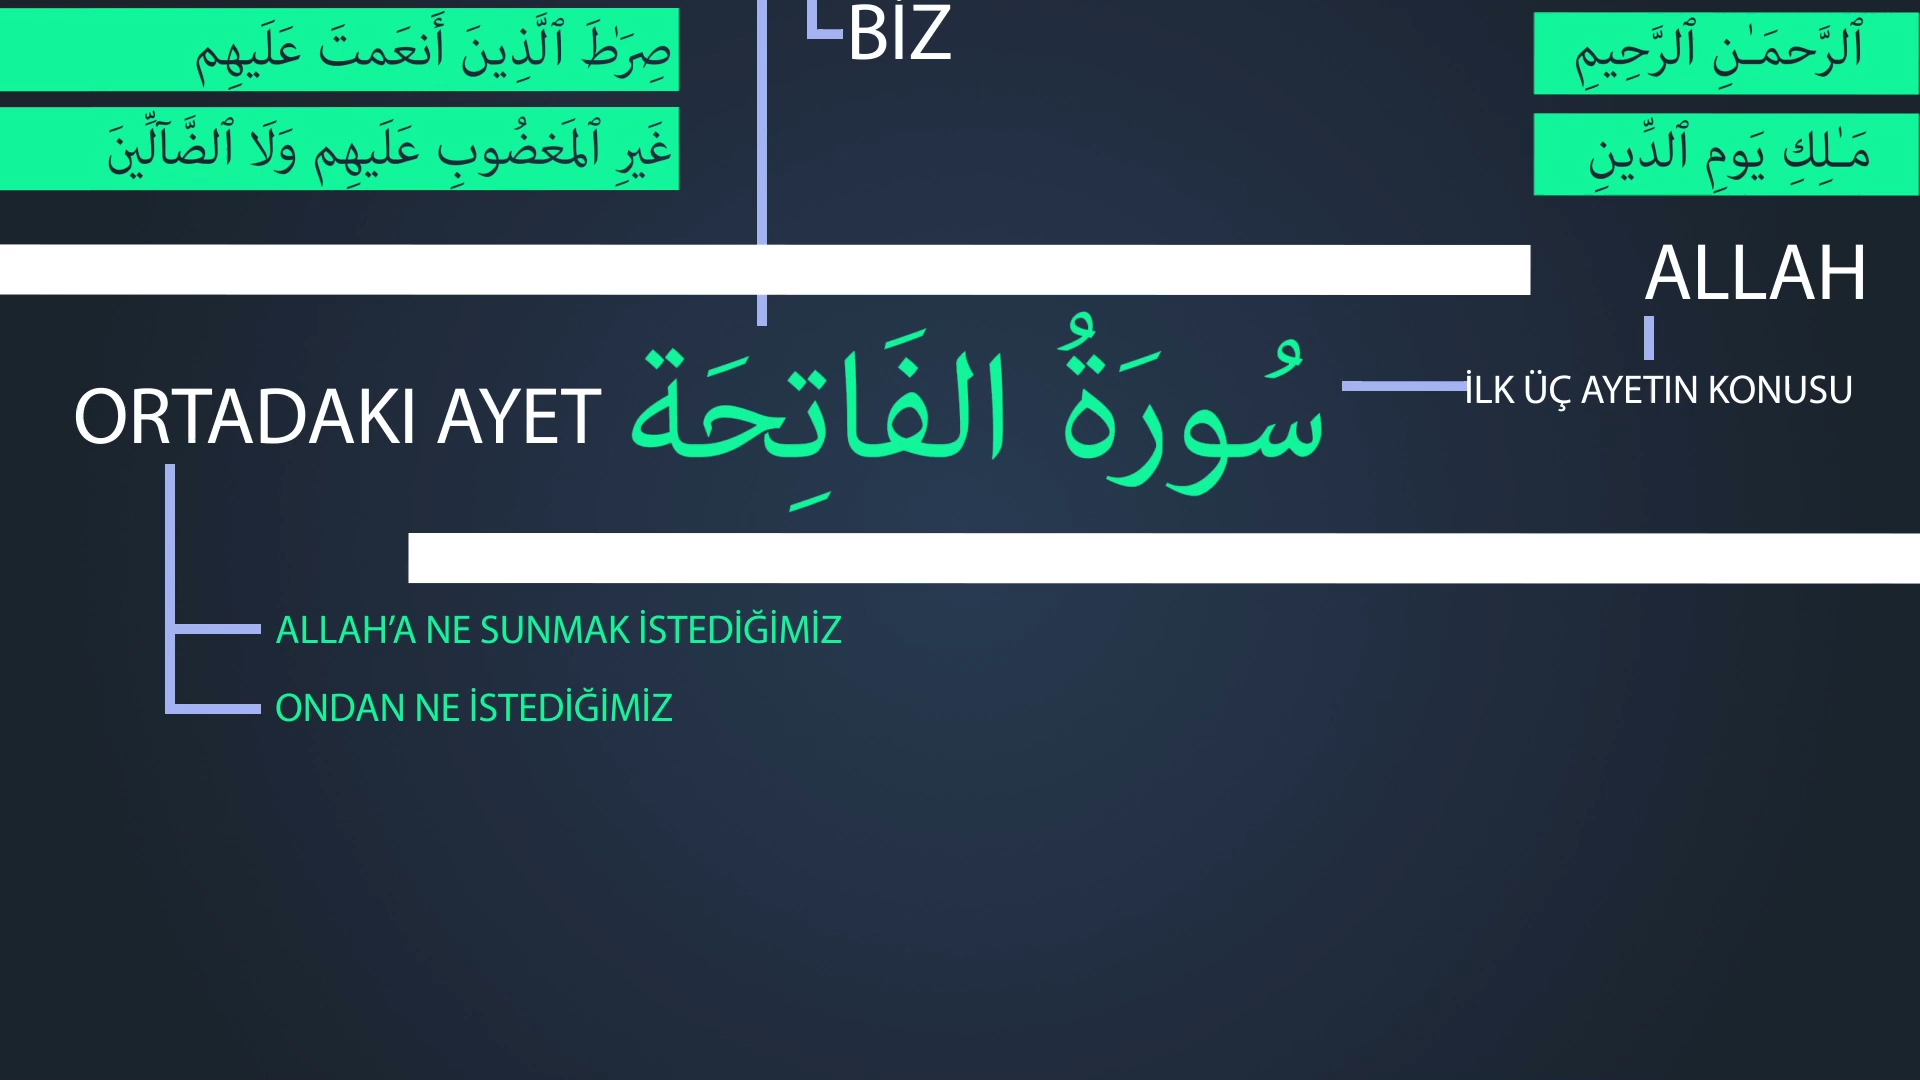 BİZ
صِرَٰطَ ٱلَّذِينَ أَنعَمتَ عَلَيهِم
غَيرِ ٱلمَغضُوبِ عَلَيهِم وَلَا ٱلضَّآلِّينَ
ٱلرَّحمَـٰنِ ٱلرَّحِيمِ
مَـٰلِكِ يَومِ ٱلدِّينِ
ALLAH
İLK ÜÇ AYETIN KONUSU
سُورَةُ الفَاتِحَة
ORTADAKI AYET
ALLAH’A NE SUNMAK İSTEDİĞİMİZ
ONDAN NE İSTEDİĞİMİZ